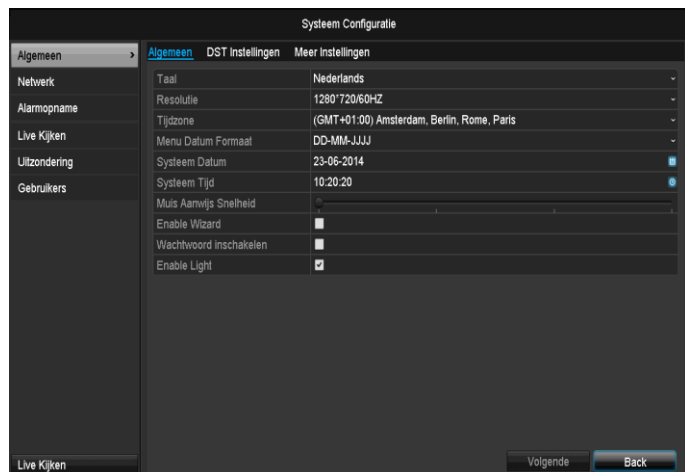 Systeem Configuratie
Algemeen >
Netwerk
Alarmopname
Live Kijken
Uitzondering
Gebruikers
Live Kijken
Algemeen DST Instellingen Meer Instellingen
Taal Nederlands
Resolutie 1280*720/60HZ
Tijdzone (GMT+01:00) Amsterdam, Berlin, Rome, Paris
Menu Datum Formaat DD-MM-JJJJ
Systeem Datum 23-06-2014
Systeem Tijd 10:20:20
Muis Aanwijs Snelheid
Enable Wizard
Wachtwoord inschakelen
Enable Light
Volgende Back